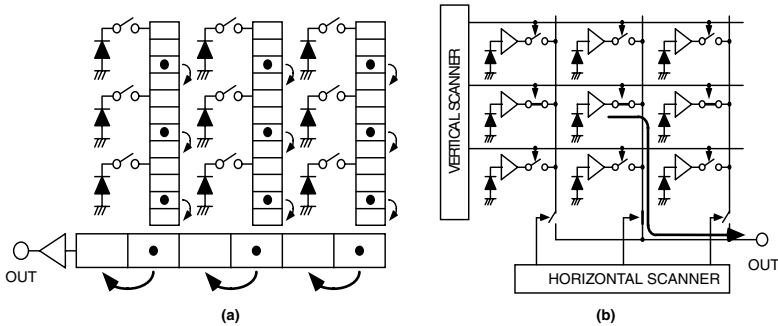 OUT
(a)
VERTICAL SCANNER
OUT
HORIZONTAL SCANNER
(b)